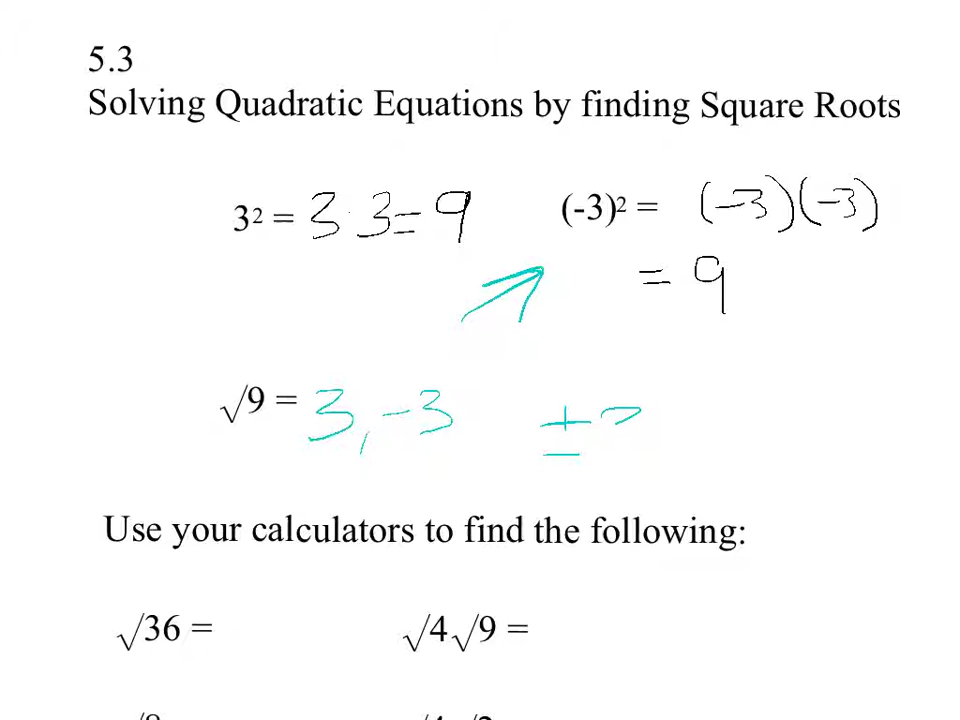 5.3
Solving Quadratic Equations by finding Square Roots
3² = 3·3=9 (-3)² = (-3)(-3)
= 9
√9 = 3, -3 ±
Use your calculators to find the following:
√36 = √4√9 =